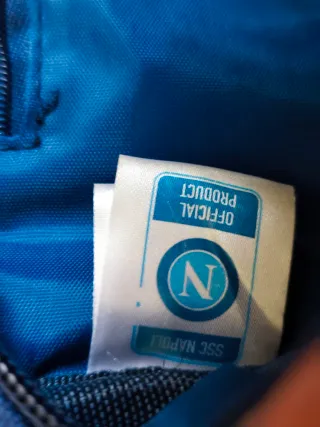 SSC NAPOLI
N
OFFICIAL
PRODUCT